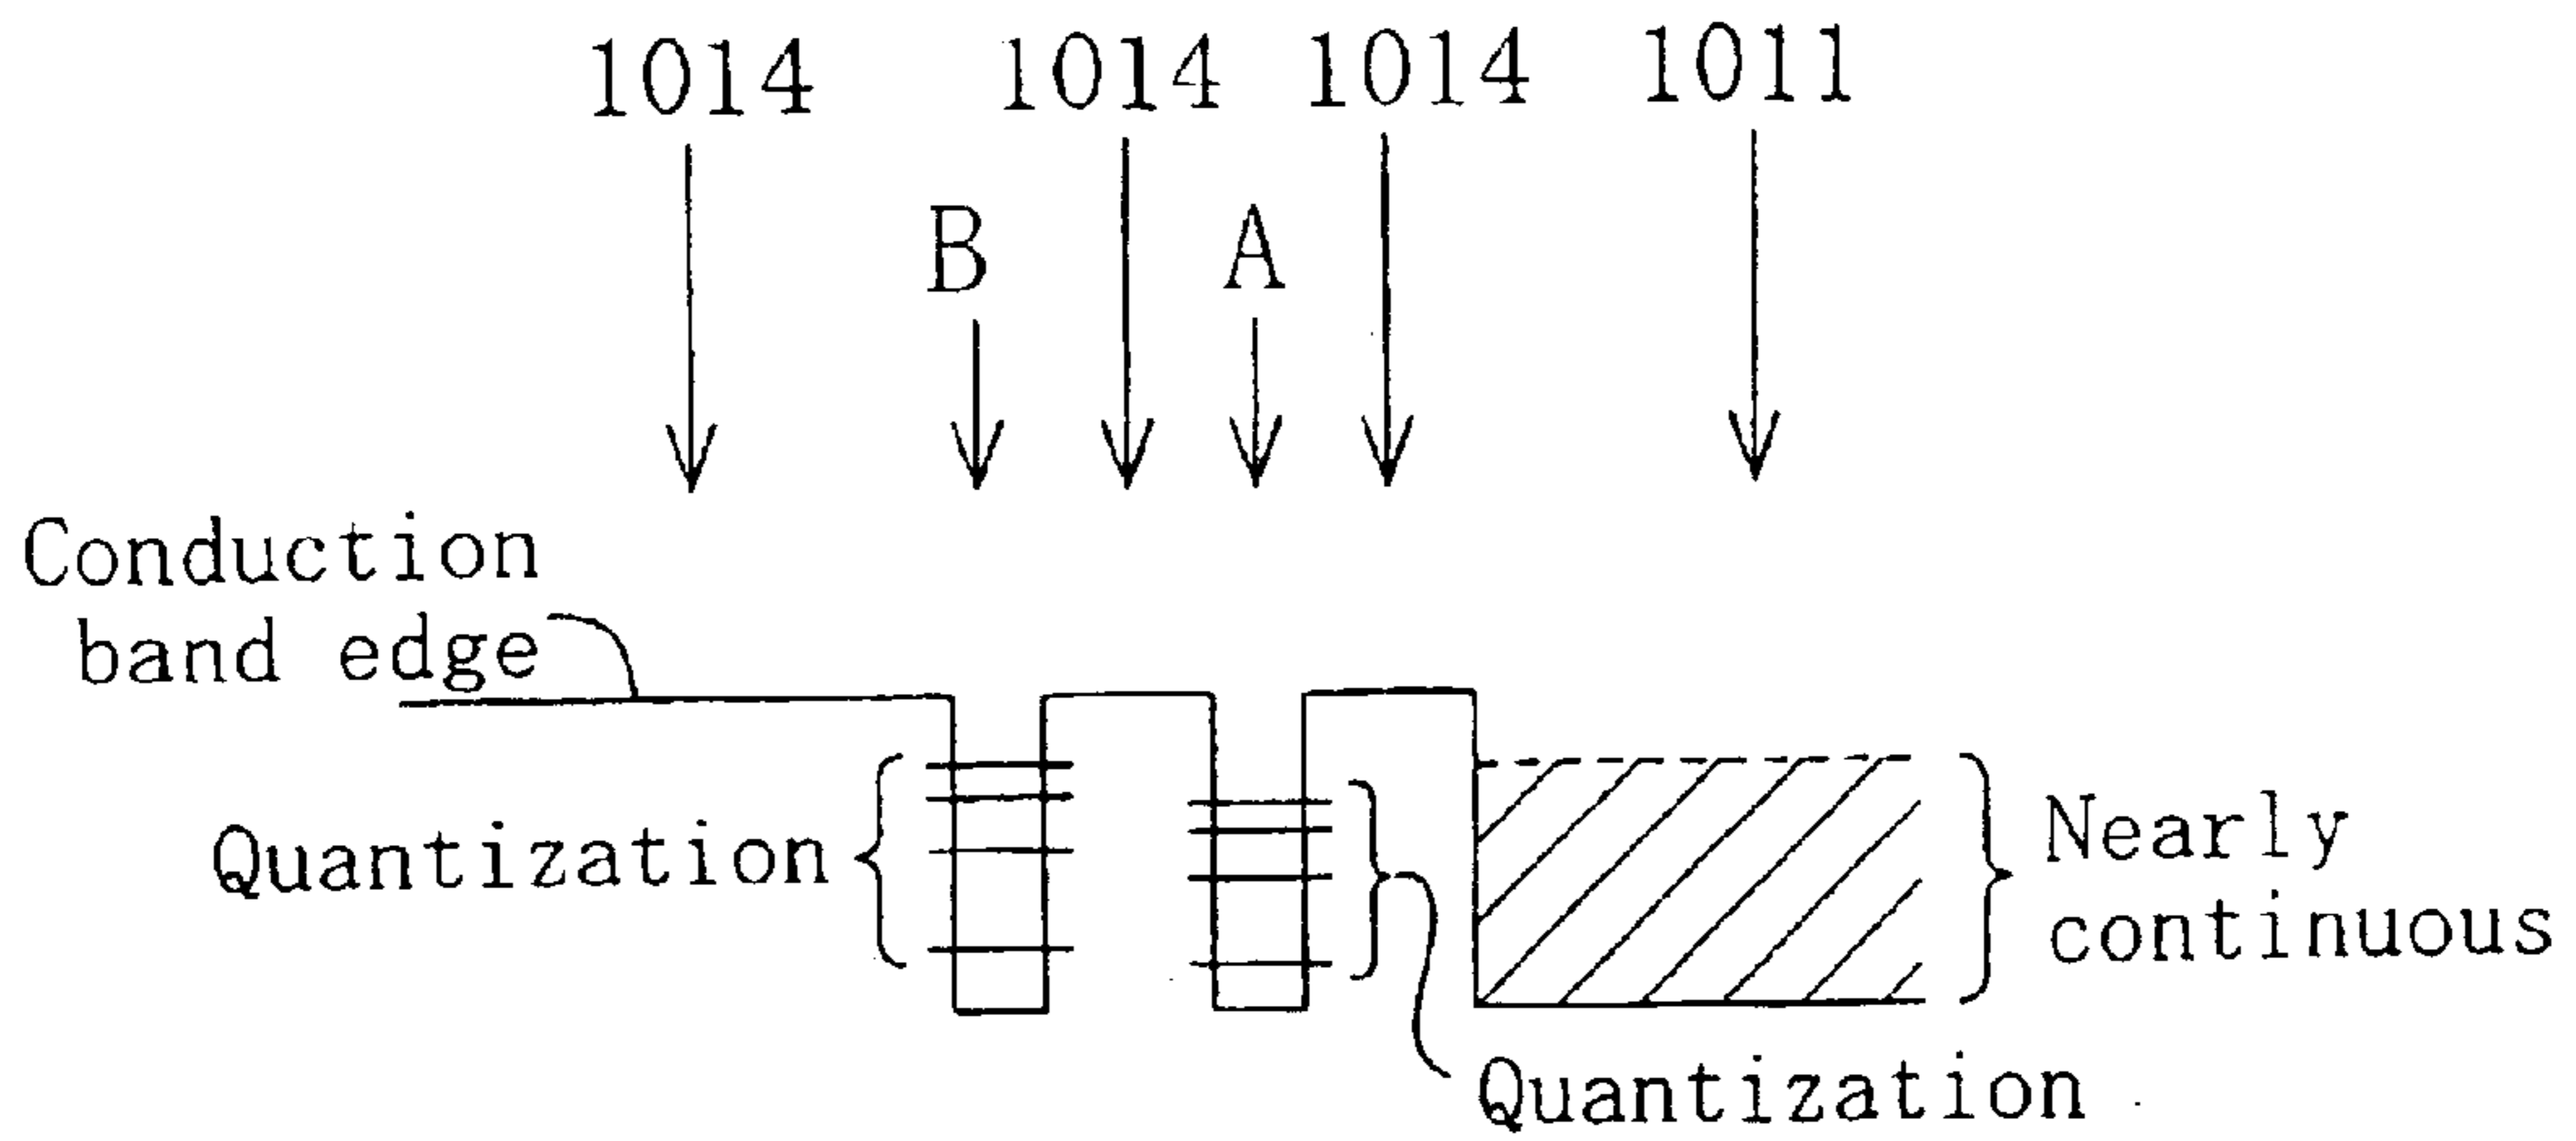 1014 1014 1014 1011
B A
Conduction
band edge
Quantization
Nearly
continuous
Quantization